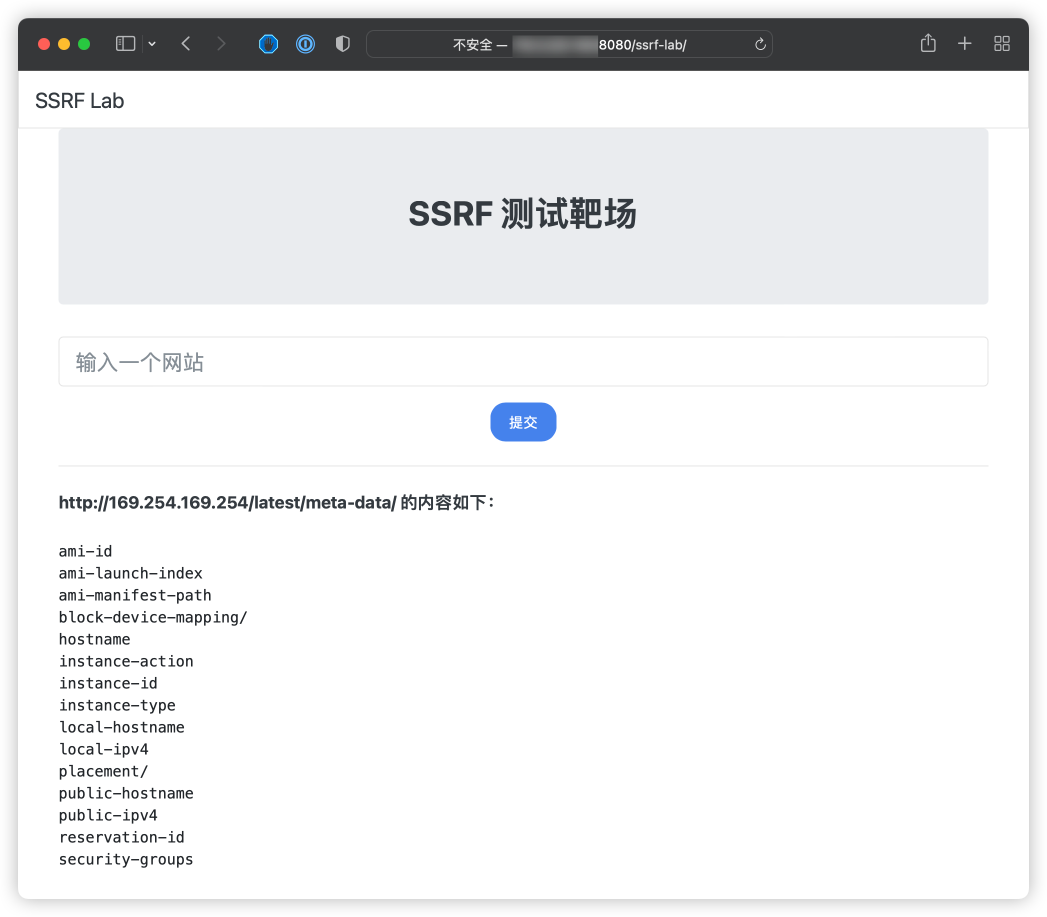 不安全 — 8080/ssrf-lab/
SSRF Lab
SSRF 测试靶场
输入一个网站
提交
http://169.254.169.254/latest/meta-data/ 的内容如下：
ami-id
ami-launch-index
ami-manifest-path
block-device-mapping/
hostname
instance-action
instance-id
instance-type
local-hostname
local-ipv4
placement/
public-hostname
public-ipv4
reservation-id
security-groups